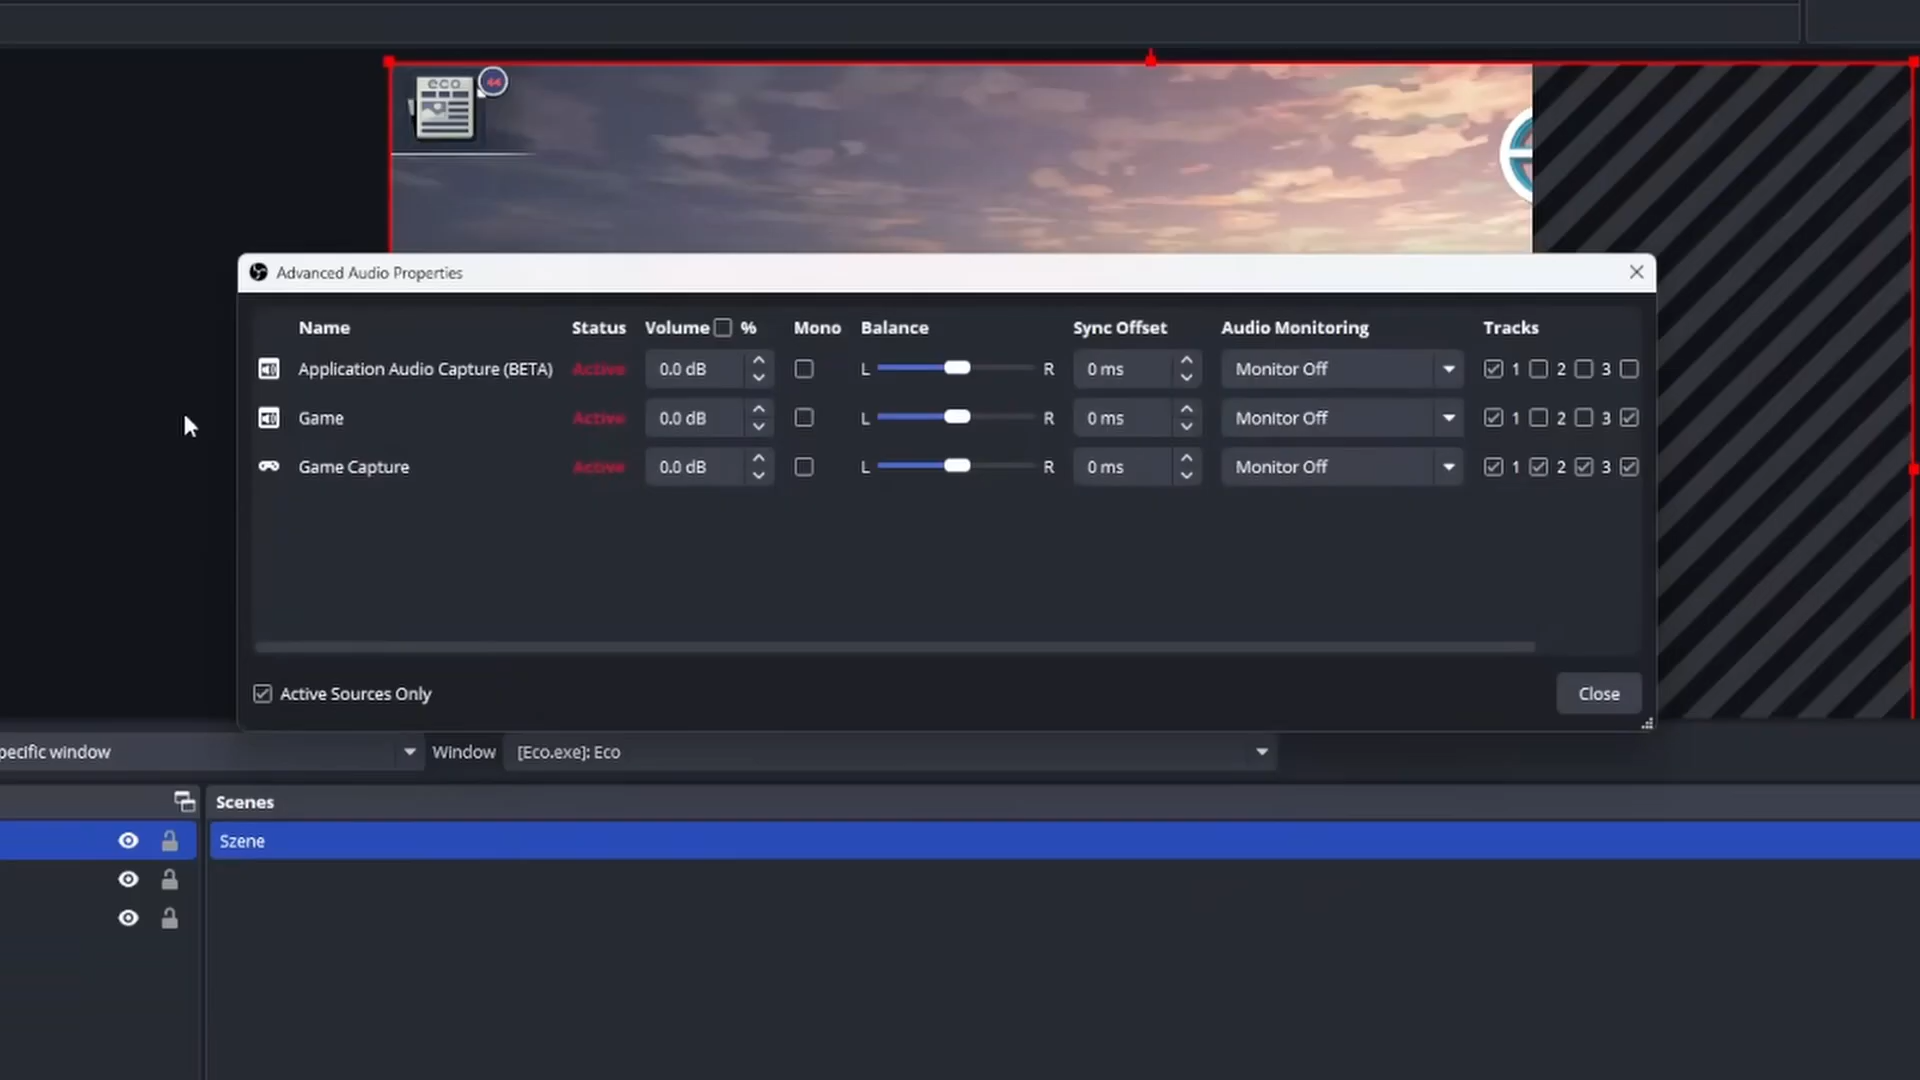 eco
44
Advanced Audio Properties
Name Status Volume % Mono Balance Sync Offset Audio Monitoring Tracks
Application Audio Capture (BETA) Active 0.0 dB L R 0 ms Monitor Off 1 2 3
Game Active 0.0 dB L R 0 ms Monitor Off 1 2 3
Game Capture Active 0.0 dB L R 0 ms Monitor Off 1 2 3
Active Sources Only Close
pecific window Window [Eco.exe]: Eco
Scenes
Szene